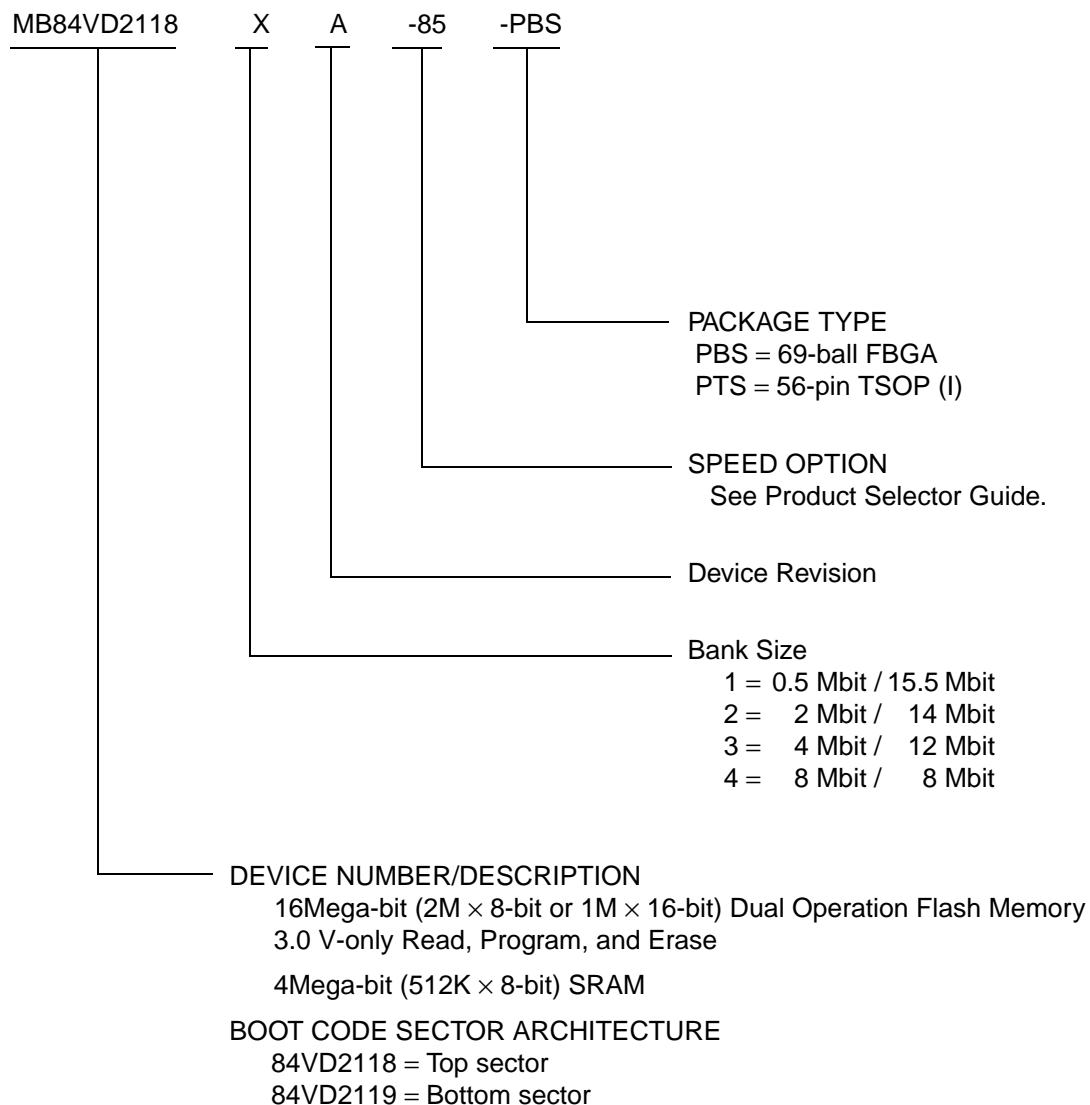 MB84VD2118 X A -85 -PBS
PACKAGE TYPE
PBS = 69-ball FBGA
PTS = 56-pin TSOP (I)
SPEED OPTION
See Product Selector Guide.
Device Revision
Bank Size
1 = 0.5 Mbit / 15.5 Mbit
2 = 2 Mbit / 14 Mbit
3 = 4 Mbit / 12 Mbit
4 = 8 Mbit / 8 Mbit
DEVICE NUMBER/DESCRIPTION
16Mega-bit (2M × 8-bit or 1M × 16-bit) Dual Operation Flash Memory
3.0 V-only Read, Program, and Erase
4Mega-bit (512K × 8-bit) SRAM
BOOT CODE SECTOR ARCHITECTURE
84VD2118 = Top sector
84VD2119 = Bottom sector